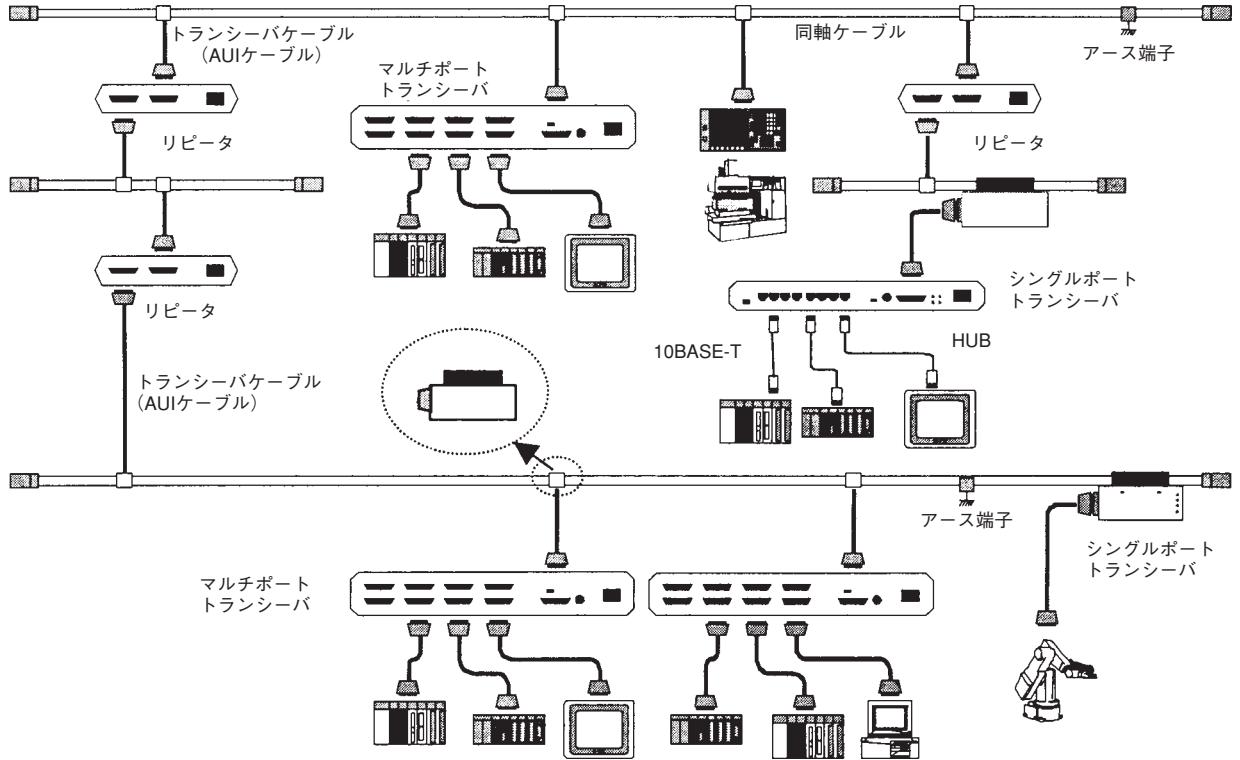 トランシーバケーブル
（AUIケーブル）
マルチポート
トランシーバ
同軸ケーブル
アース端子
リピータ
リピータ
シングルポート
トランシーバ
リピータ
10BASE-T
HUB
トランシーバケーブル
（AUIケーブル）
アース端子
シングルポート
トランシーバ
マルチポート
トランシーバ